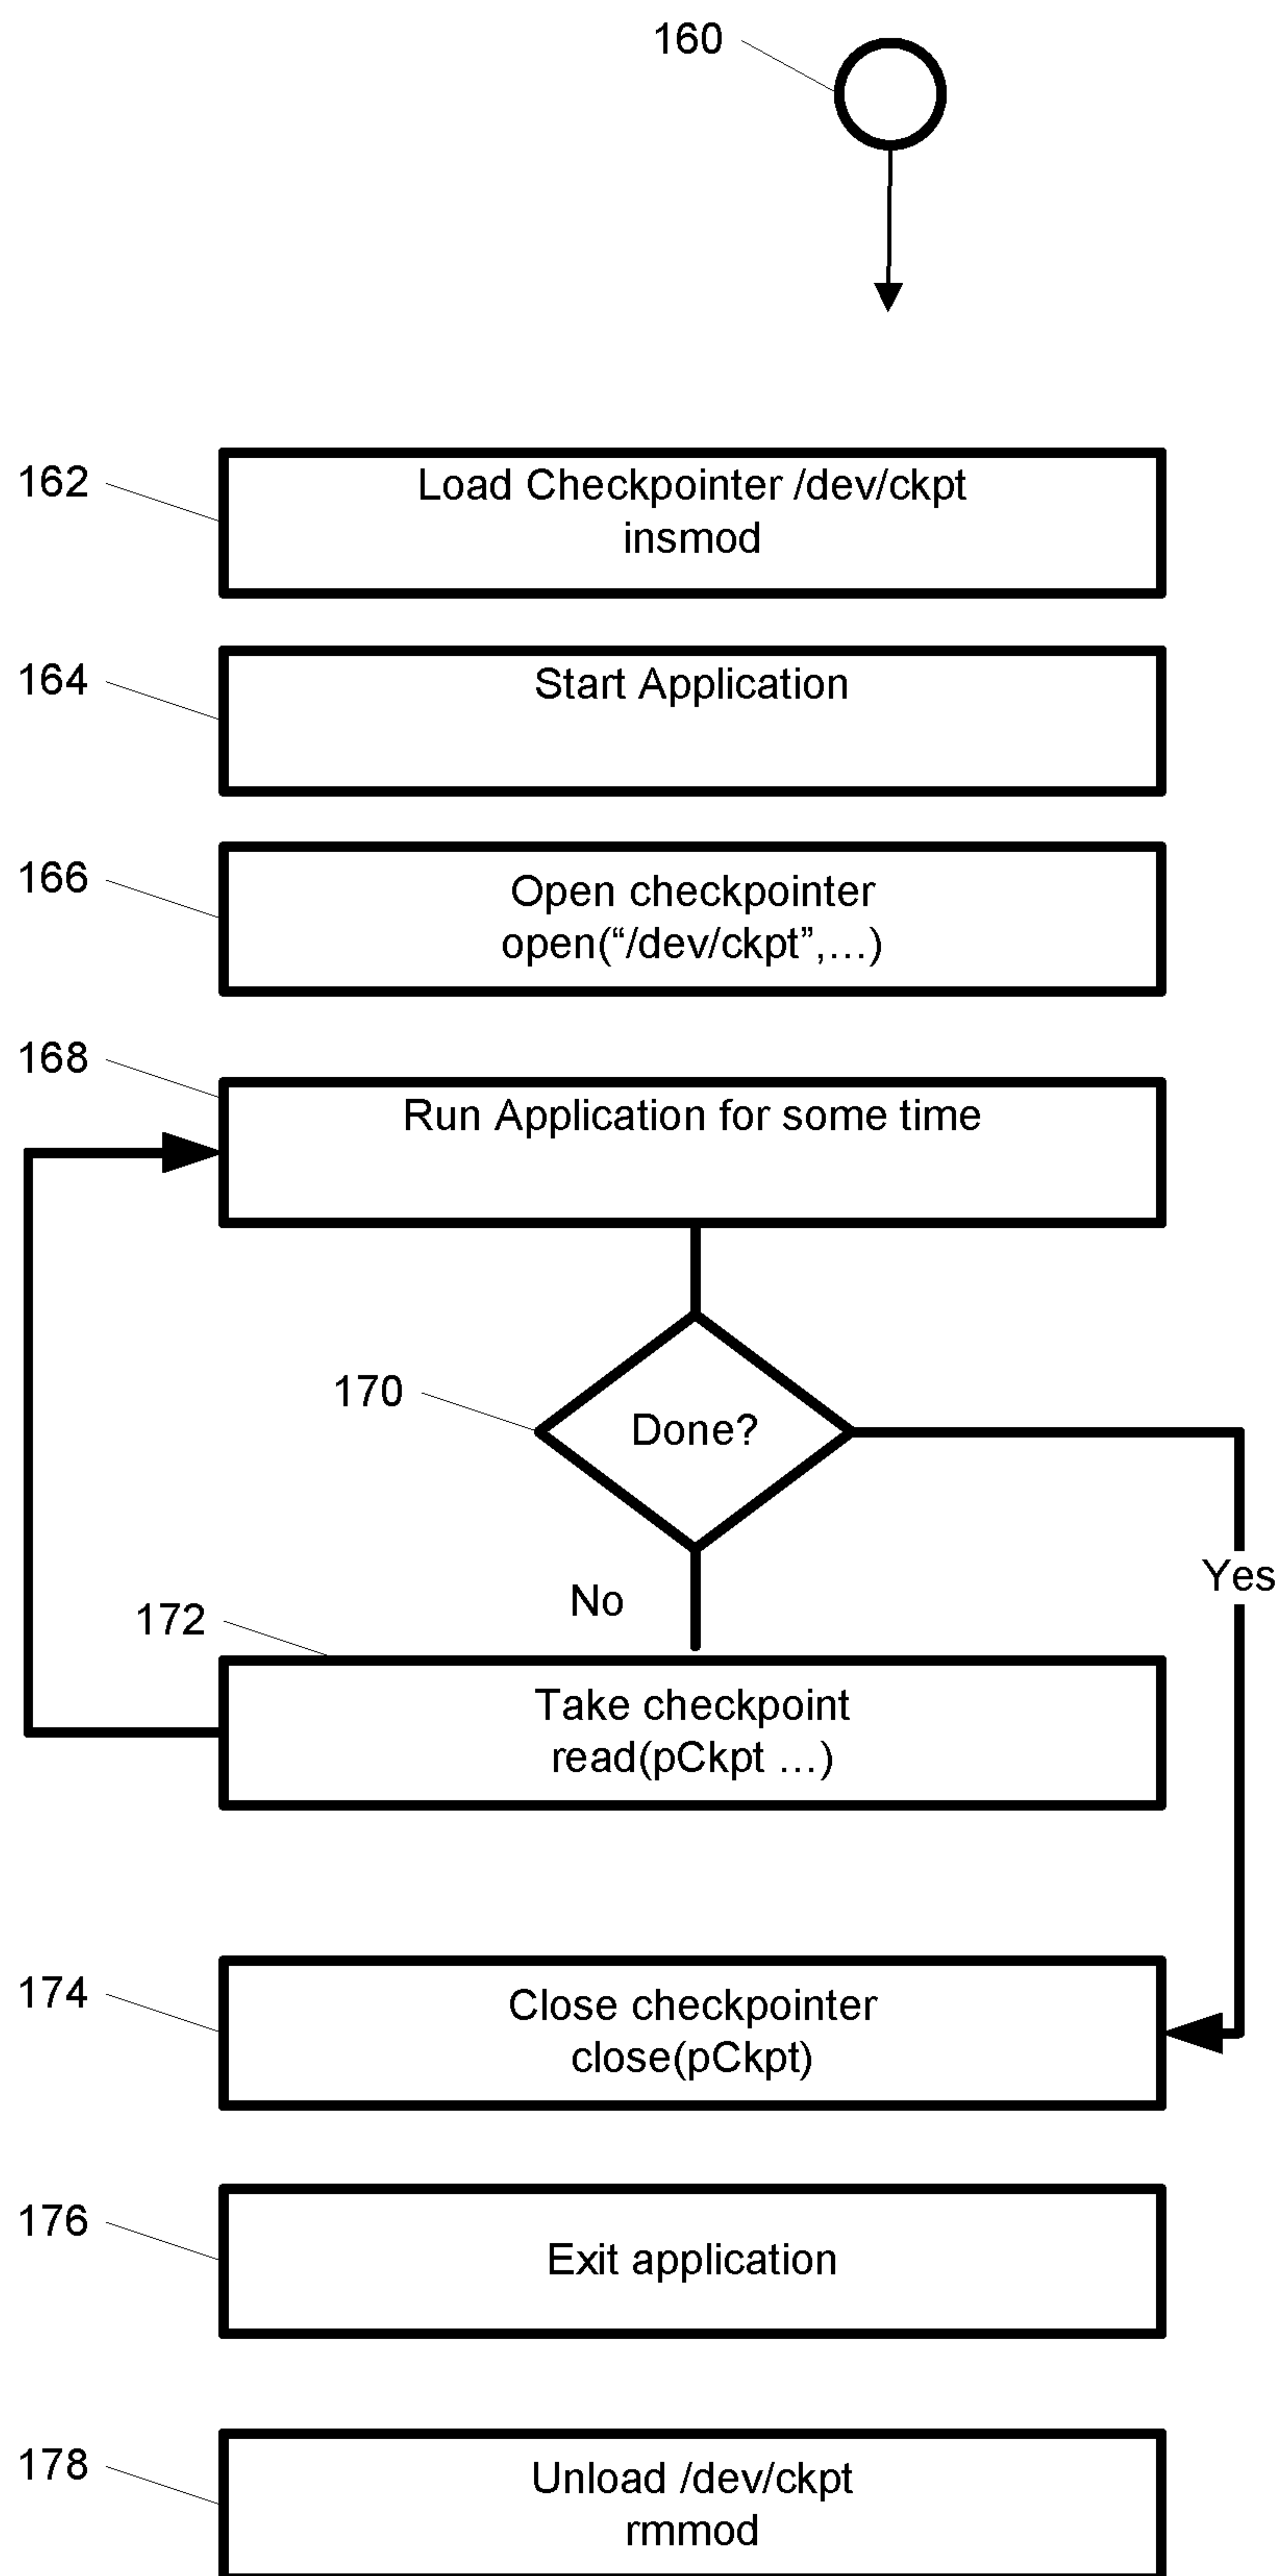 160
162
Load Checkpointer /dev/ckpt
insmod
164
Start Application
166
Open checkpointer
open(“/dev/ckpt”,…)
168
Run Application for some time
170
Done?
Yes
No
172
Take checkpoint
read(pCkpt …)
174
Close checkpointer
close(pCkpt)
176
Exit application
178
Unload /dev/ckpt
rmmod